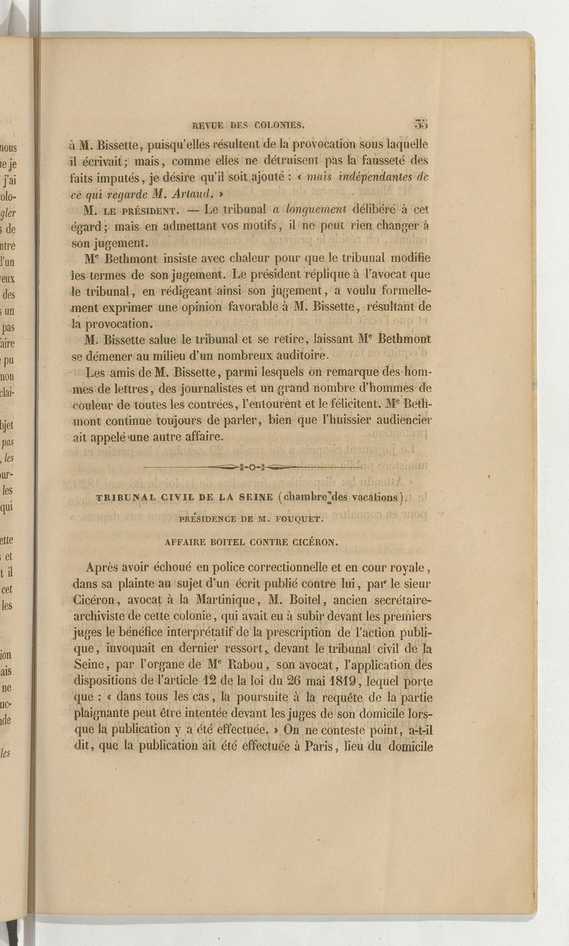 REVUE DES COLONIES. 35
à M. Bissette, puisqu'elles résultent de la provocation sous laquelle
il écrivait; mais, comme elles ne détruisent pas la fausseté des
faits imputés, je désire qu'il soit ajouté : « mais indépendantes de
ce qui regarde M. Artaud. »
M. LE PRÉSIDENT. — Le tribunal a longuement délibéré à cet
égard; mais en admettant vos motifs, il ne peut rien changer à
son jugement.
Me Bethmont insiste avec chaleur pour que le tribunal modifie
les termes de son jugement. Le président réplique à l'avocat que
le tribunal, en rédigeant ainsi son jugement, a voulu formelle-
ment exprimer une opinion favorable à M. Bissette, résultant de
la provocation.
M. Bissette salue le tribunal et se retire, laissant Me Bethmont
se démener au milieu d'un nombreux auditoire.
Les amis de M. Bissette, parmi lesquels on remarque des hom-
mes de lettres, des journalistes et un grand nombre d'hommes de
couleur de toutes les contrées, l'entourent et le félicitent. Me Beth-
mont continue toujours de parler, bien que l'huissier audiencier
ait appelé une autre affaire.
TRIBUNAL CIVIL DE LA SEINE (chambre des vacations).
PRÉSIDENCE DE M. FOUQUET.
AFFAIRE BOITEL CONTRE CICÉRON.
Après avoir échoué en police correctionnelle et en cour royale,
dans sa plainte au sujet d'un écrit publié contre lui, par le sieur
Cicéron, avocat à la Martinique, M. Boitel, ancien secrétaire-
archiviste de cette colonie, qui avait eu à subir devant les premiers
juges le bénéfice interprétatif de la prescription de l'action publi-
que, invoquait en dernier ressort, devant le tribunal civil de la
Seine, par l'organe de Me Rabou, son avocat, l'application des
dispositions de l'article 12 de la loi du 26 mai 1819, lequel porte
que : « dans tous les cas, la poursuite à la requête de la partie
plaignante peut être intentée devant les juges de son domicile lors-
que la publication y a été effectuée. » On ne conteste point, a-t-il
dit, que la publication ait été effectuée à Paris, lieu du domicile